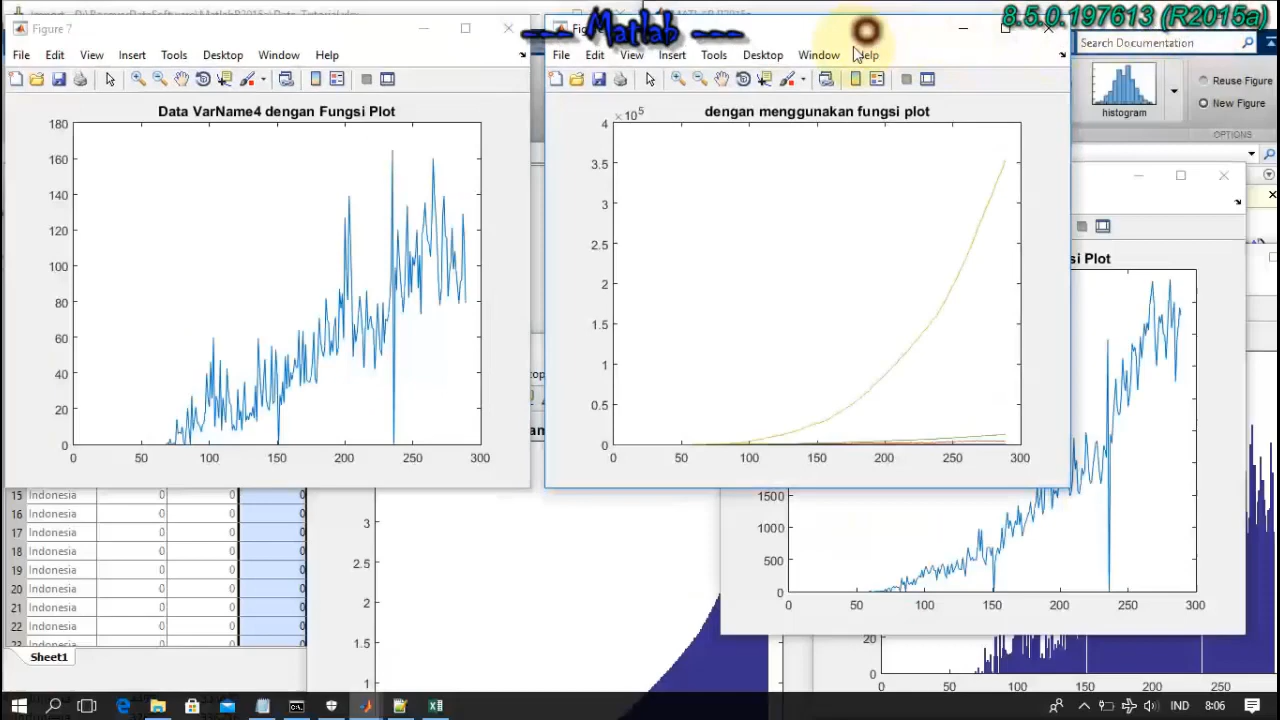 --- Matlab ---
8.5.0.197613 (R2015a)
Figure 7
File Edit View Insert Tools Desktop Window Help
File Edit View Insert Tools Desktop Window Help
Search Documentation
Reuse Figure
New Figure
histogram
OPTIONS
Data VarName4 dengan Fungsi Plot
180
160
140
120
100
80
60
40
20
0
0 50 100 150 200 250 300
dengan menggunakan fungsi plot
× 10^5
4
3.5
3
2.5
2
1.5
1
0.5
0
0 50 100 150 200 250 300
si Plot
1500
1000
500
0
0 50 100 150 200 250 300
3
2.5
2
1.5
1
20
0
0 50 100 150 200 250
15 Indonesia 0 0 0
16 Indonesia 0 0 0
17 Indonesia 0 0 0
18 Indonesia 0 0 0
19 Indonesia 0 0 0
20 Indonesia 0 0 0
21 Indonesia 0 0 0
22 Indonesia 0 0 0
23 Indonesia 0 0 0
Sheet1
IND 8:06